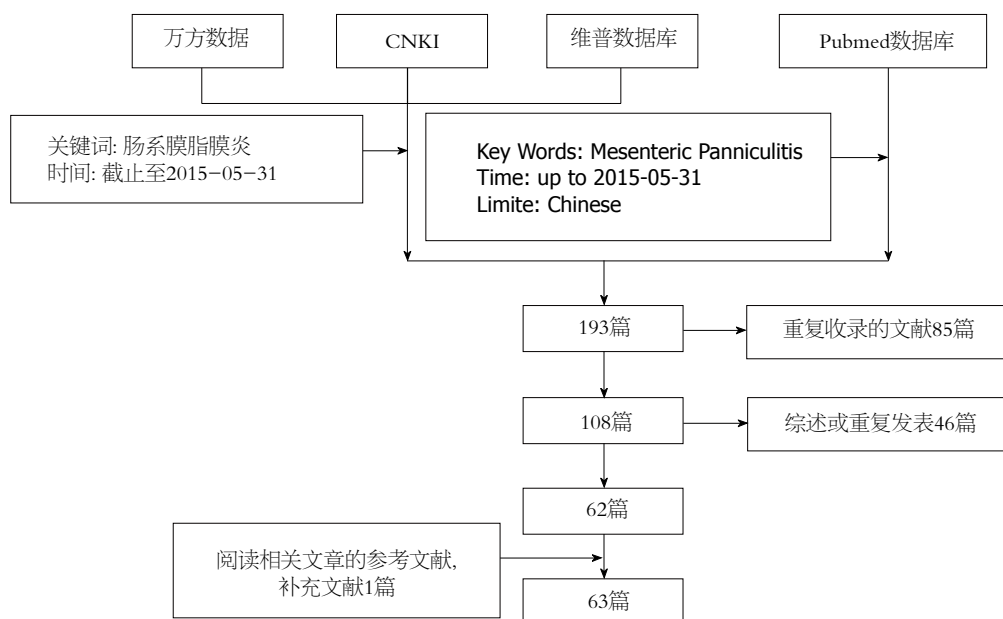 万方数据
CNKI
维普数据库
Pubmed数据库
关键词: 肠系膜脂膜炎
时间: 截止至2015-05-31
Key Words: Mesenteric Panniculitis
Time: up to 2015-05-31
Limite: Chinese
193篇
重复收录的文献85篇
108篇
综述或重复发表46篇
62篇
阅读相关文章的参考文献,
补充文献1篇
63篇